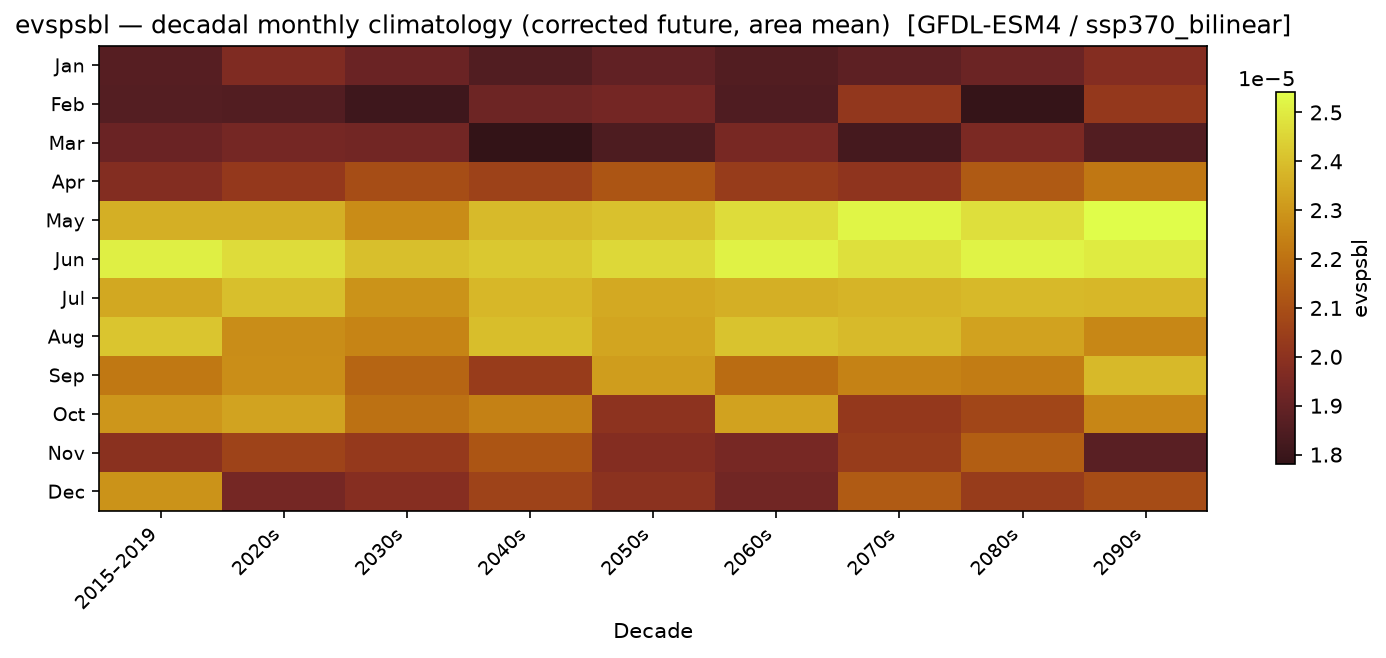 evspsbl — decadal monthly climatology (corrected future, area mean)  [GFDL-ESM4 / ssp370_bilinear]
Jan
Feb
Mar
Apr
May
Jun
Jul
Aug
Sep
Oct
Nov
Dec
2015–2019
2020s
2030s
2040s
2050s
2060s
2070s
2080s
2090s
Decade
1e−5
2.5
2.4
2.3
2.2
2.1
2.0
1.9
1.8
evspsbl